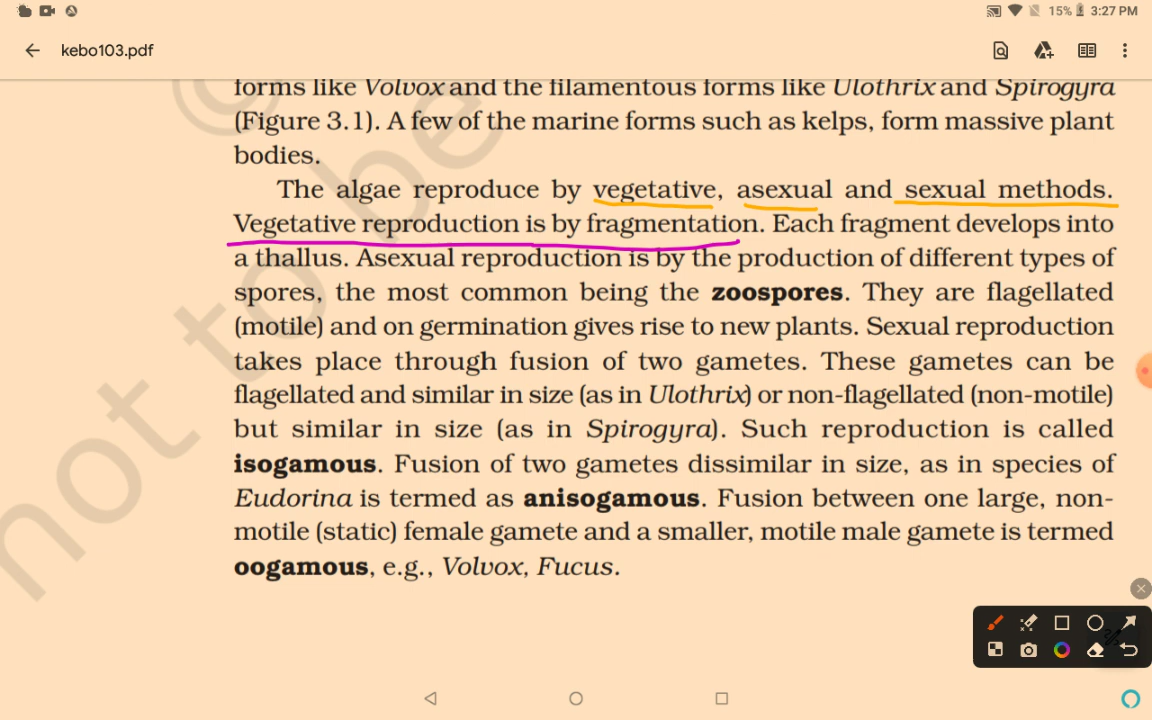 15% 3:27 PM
kebo103.pdf
forms like Volvox and the filamentous forms like Ulothrix and Spirogyra
(Figure 3.1). A few of the marine forms such as kelps, form massive plant
bodies.
The algae reproduce by vegetative, asexual and sexual methods.
Vegetative reproduction is by fragmentation. Each fragment develops into
a thallus. Asexual reproduction is by the production of different types of
spores, the most common being the zoospores. They are flagellated
(motile) and on germination gives rise to new plants. Sexual reproduction
takes place through fusion of two gametes. These gametes can be
flagellated and similar in size (as in Ulothrix) or non-flagellated (non-motile)
but similar in size (as in Spirogyra). Such reproduction is called
isogamous. Fusion of two gametes dissimilar in size, as in species of
Eudorina is termed as anisogamous. Fusion between one large, non-
motile (static) female gamete and a smaller, motile male gamete is termed
oogamous, e.g., Volvox, Fucus.
© not to be